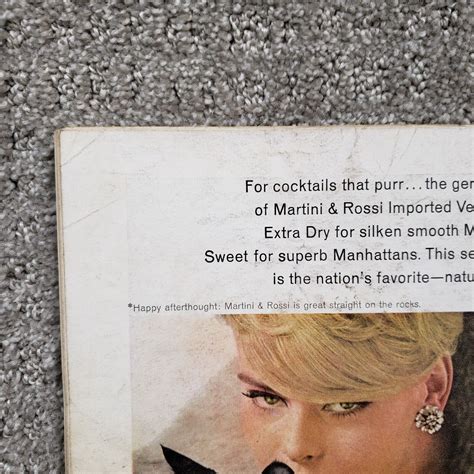 For cocktails that purr...the ger
of Martini & Rossi Imported Ve
Extra Dry for silken smooth M
Sweet for superb Manhattans. This se
is the nation's favorite—natu
*Happy afterthought: Martini & Rossi is great straight on the rocks.